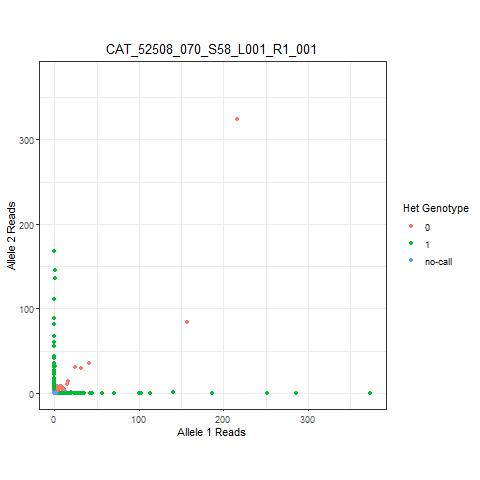 CAT_52508_070_S58_L001_R1_001
300
200
100
0
Allele 2 Reads
0 100 200 300
Allele 1 Reads
Het Genotype
0
1
no-call